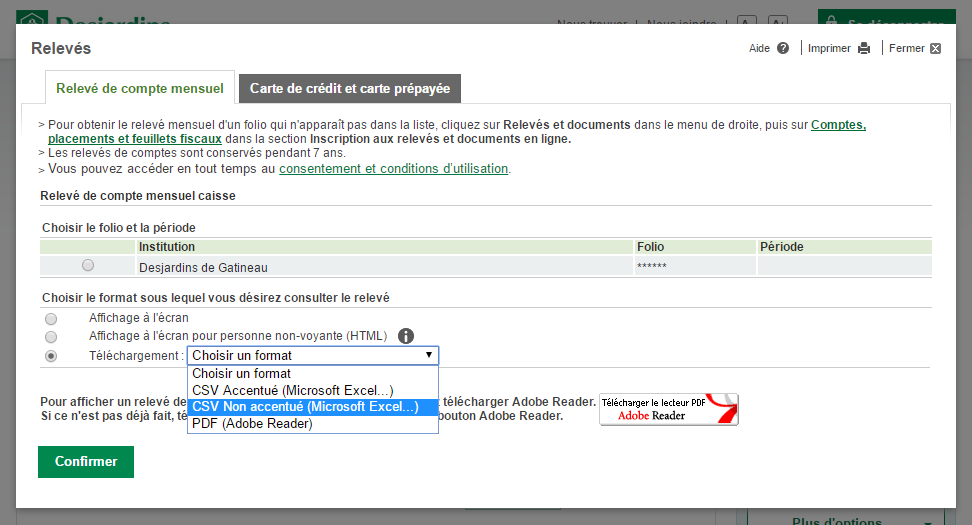 Desjardins
Nous trouver | Nous joindre
Se déconnecter
Relevés
Aide ? | Imprimer | Fermer
Relevé de compte mensuel
Carte de crédit et carte prépayée
> Pour obtenir le relevé mensuel d'un folio qui n'apparaît pas dans la liste, cliquez sur Relevés et documents dans le menu de droite, puis sur Comptes,
placements et feuillets fiscaux dans la section Inscription aux relevés et documents en ligne.
> Les relevés de comptes sont conservés pendant 7 ans.
> Vous pouvez accéder en tout temps au consentement et conditions d'utilisation.
Relevé de compte mensuel caisse
Choisir le folio et la période
Institution Folio Période
Desjardins de Gatineau ******
Choisir le format sous lequel vous désirez consulter le relevé
Affichage à l'écran
Affichage à l'écran pour personne non-voyante (HTML) i
Téléchargement : Choisir un format
Choisir un format
CSV Accentué (Microsoft Excel...)
CSV Non accentué (Microsoft Excel...)
PDF (Adobe Reader)
Pour afficher un relevé de télécharger Adobe Reader.
Si ce n'est pas déjà fait, bouton Adobe Reader.
Télécharger le lecteur PDF
Adobe Reader
Confirmer
Plus d'options